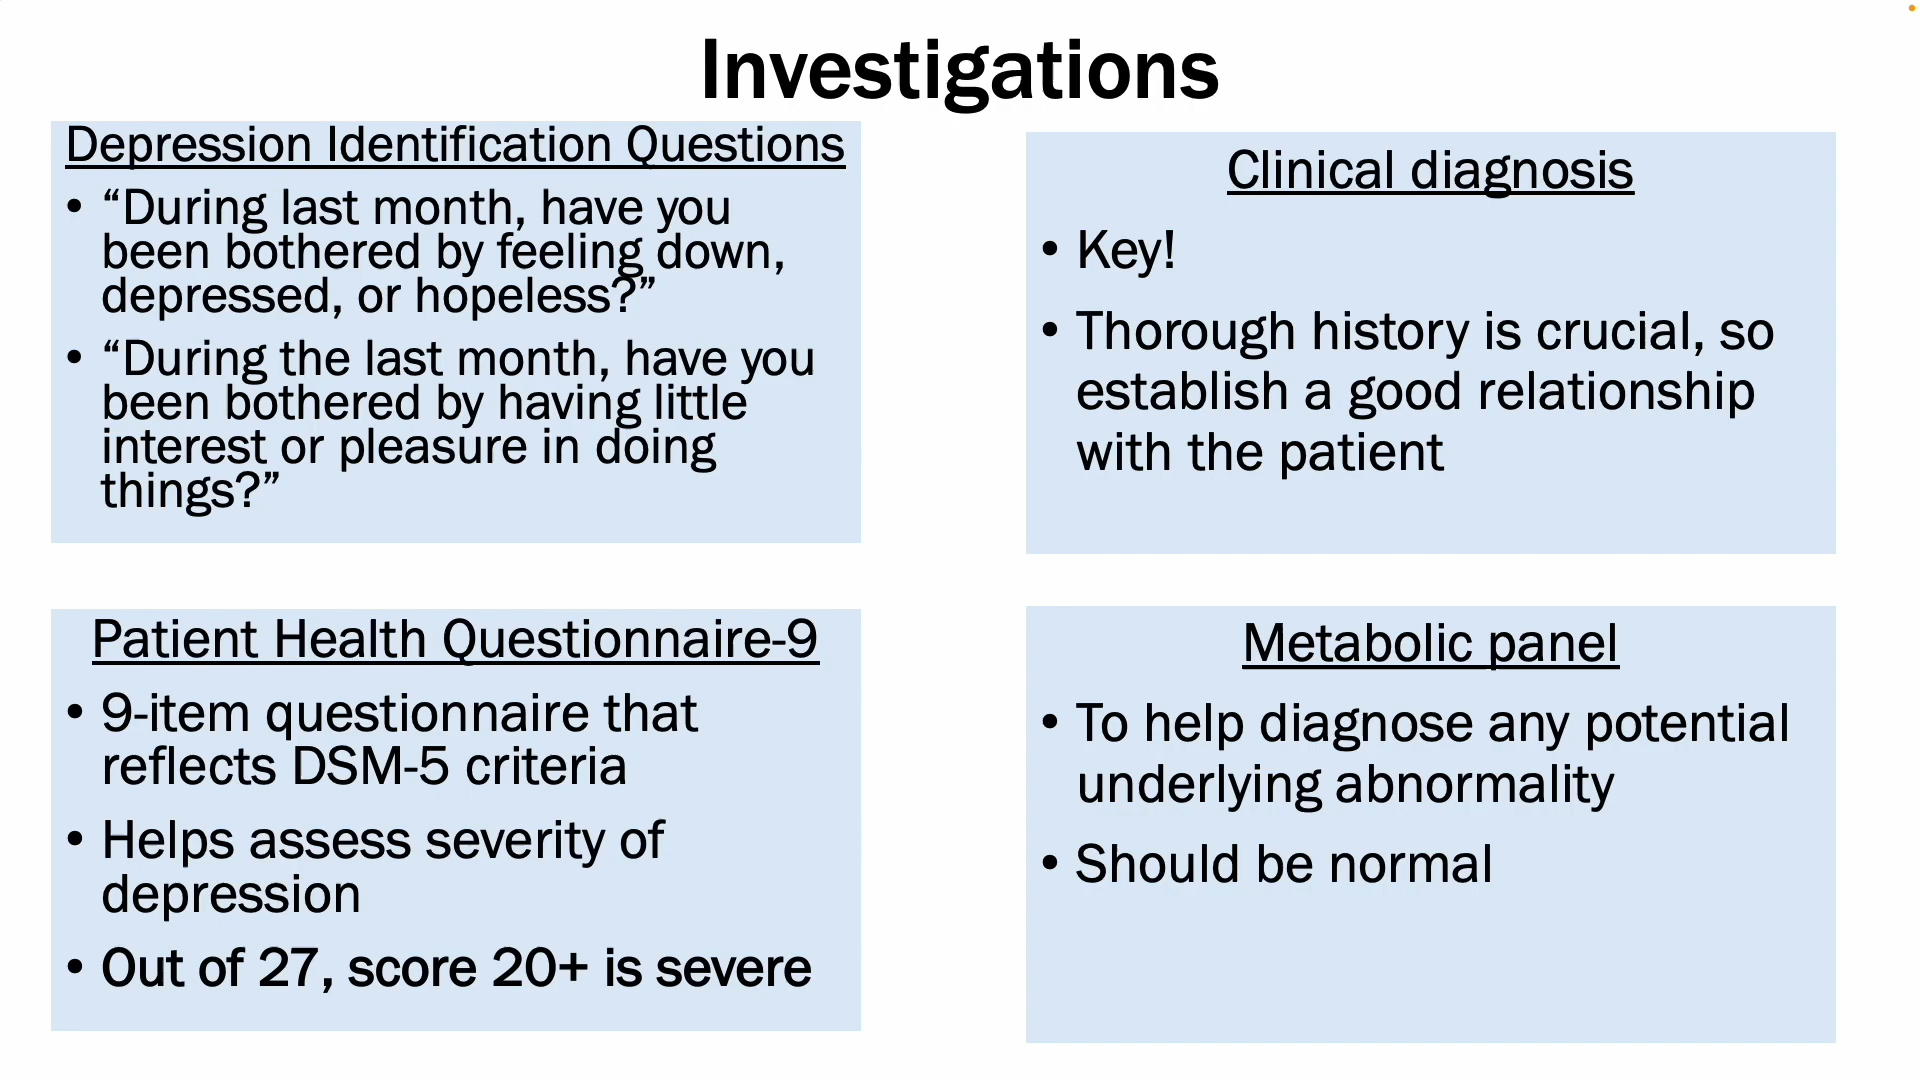 Investigations
Depression Identification Questions
• “During last month, have you
been bothered by feeling down,
depressed, or hopeless?”
• “During the last month, have you
been bothered by having little
interest or pleasure in doing
things?”
Clinical diagnosis
• Key!
• Thorough history is crucial, so
establish a good relationship
with the patient
Patient Health Questionnaire-9
• 9-item questionnaire that
reflects DSM-5 criteria
• Helps assess severity of
depression
• Out of 27, score 20+ is severe
Metabolic panel
• To help diagnose any potential
underlying abnormality
• Should be normal